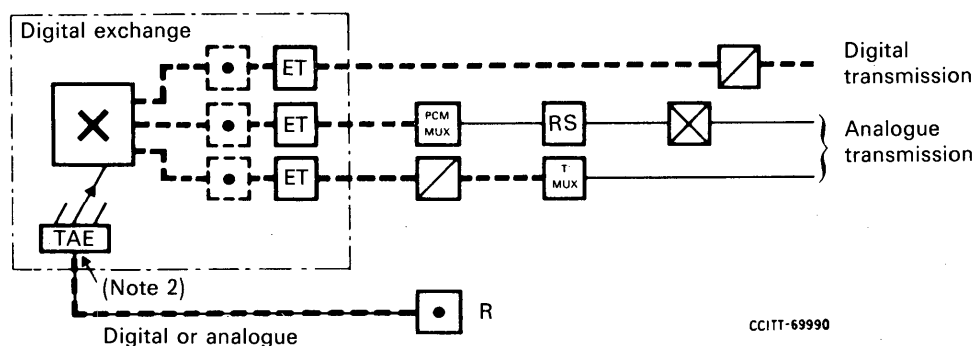 Digital exchange
ET
Digital
transmission
ET
PCM
MUX
RS
Analogue
transmission
ET
T
MUX
TAE
(Note 2)
R
Digital or analogue
CCITT-69990